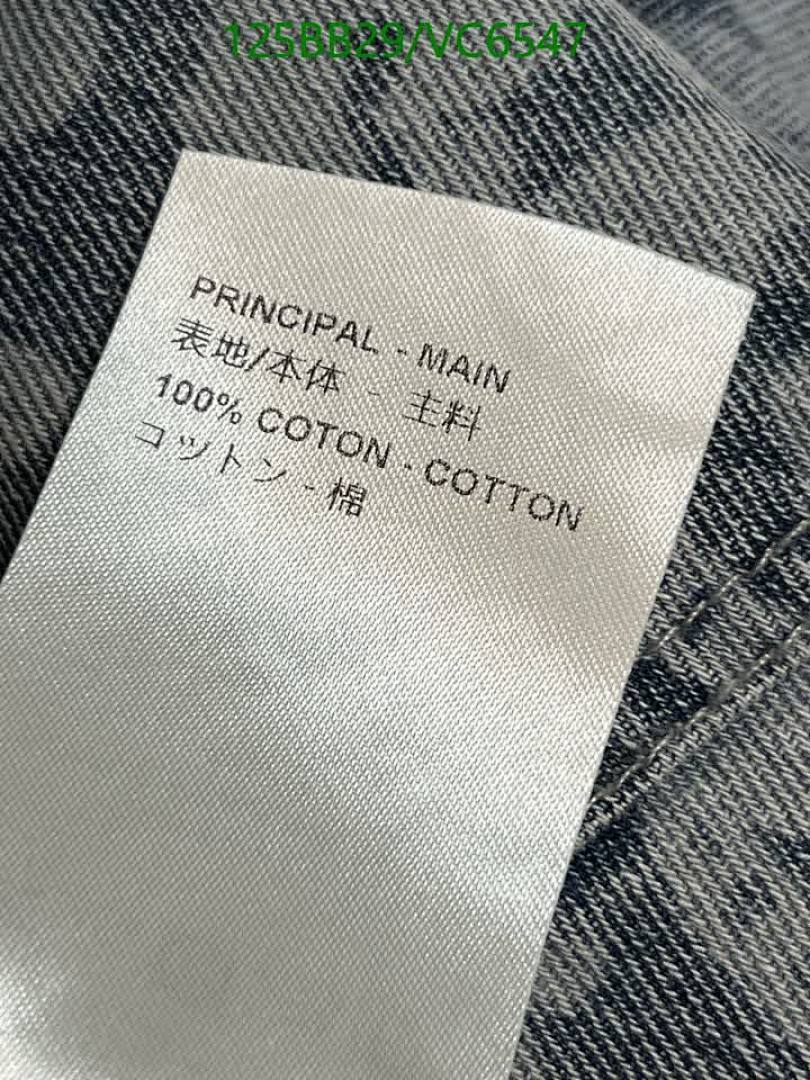 125BB29/VC6547
PRINCIPAL - MAIN
表地/本体 - 主料
100% COTON - COTTON
コットン - 棉